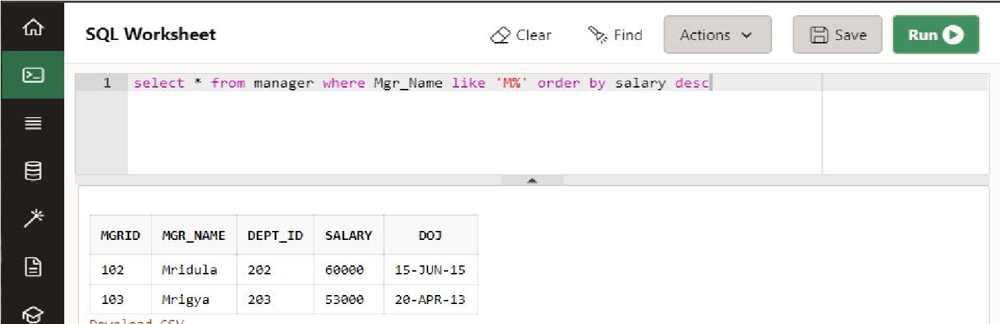 SQL Worksheet Clear Find Actions Save Run
1 select * from manager where Mgr_Name like 'M%' order by salary desc
MGRID MGR_NAME DEPT_ID SALARY DOJ
102 Mridula 202 60000 15-JUN-15
103 Mrigya 203 53000 20-APR-13
Download CSV